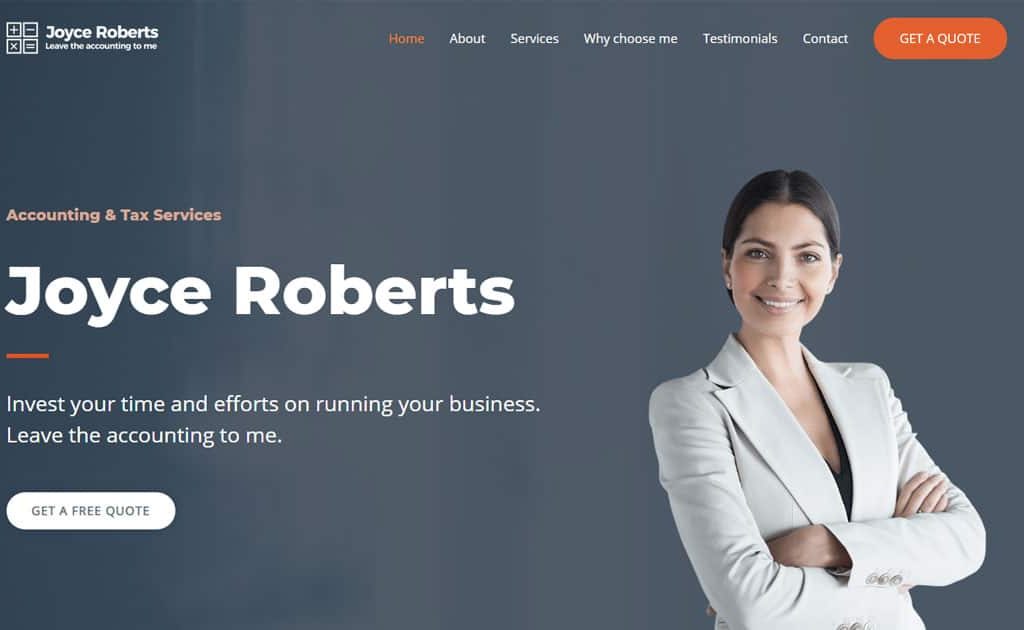 Joyce Roberts
Leave the accounting to me
Home
About
Services
Why choose me
Testimonials
Contact
GET A QUOTE
Accounting & Tax Services
Joyce Roberts
Invest your time and efforts on running your business.
Leave the accounting to me.
GET A FREE QUOTE